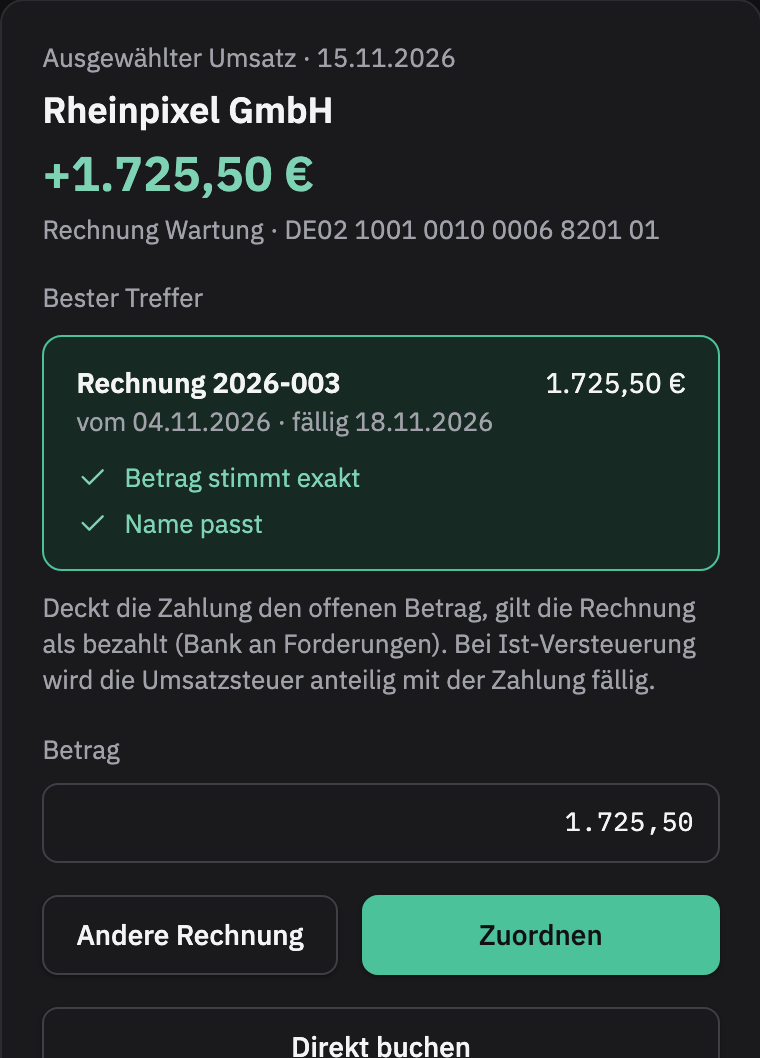 Ausgewählter Umsatz · 15.11.2026
Rheinpixel GmbH
+1.725,50 €
Rechnung Wartung · DE02 1001 0010 0006 8201 01
Bester Treffer
Rechnung 2026-003 1.725,50 €
vom 04.11.2026 · fällig 18.11.2026
Betrag stimmt exakt
Name passt
Deckt die Zahlung den offenen Betrag, gilt die Rechnung
als bezahlt (Bank an Forderungen). Bei Ist-Versteuerung
wird die Umsatzsteuer anteilig mit der Zahlung fällig.
Betrag
1.725,50
Andere Rechnung Zuordnen
Direkt buchen